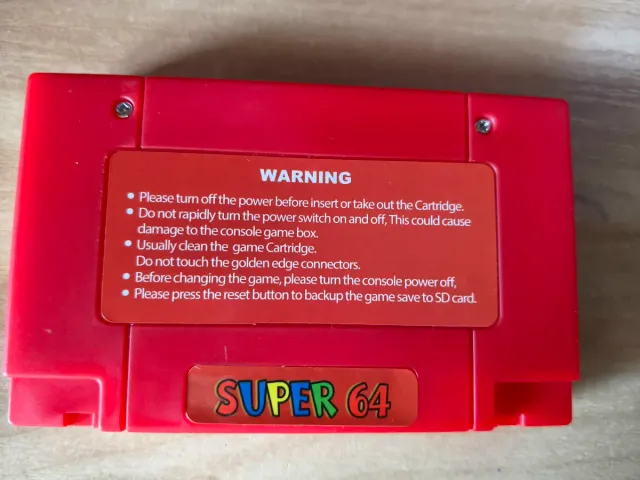 WARNING
• Please turn off the power before insert or take out the Cartridge.
• Do not rapidly turn the power switch on and off, This could cause
damage to the console game box.
• Usually clean the game Cartridge.
Do not touch the golden edge connectors.
• Before changing the game, please turn the console power off,
• Please press the reset button to backup the game save to SD card.
SUPER 64